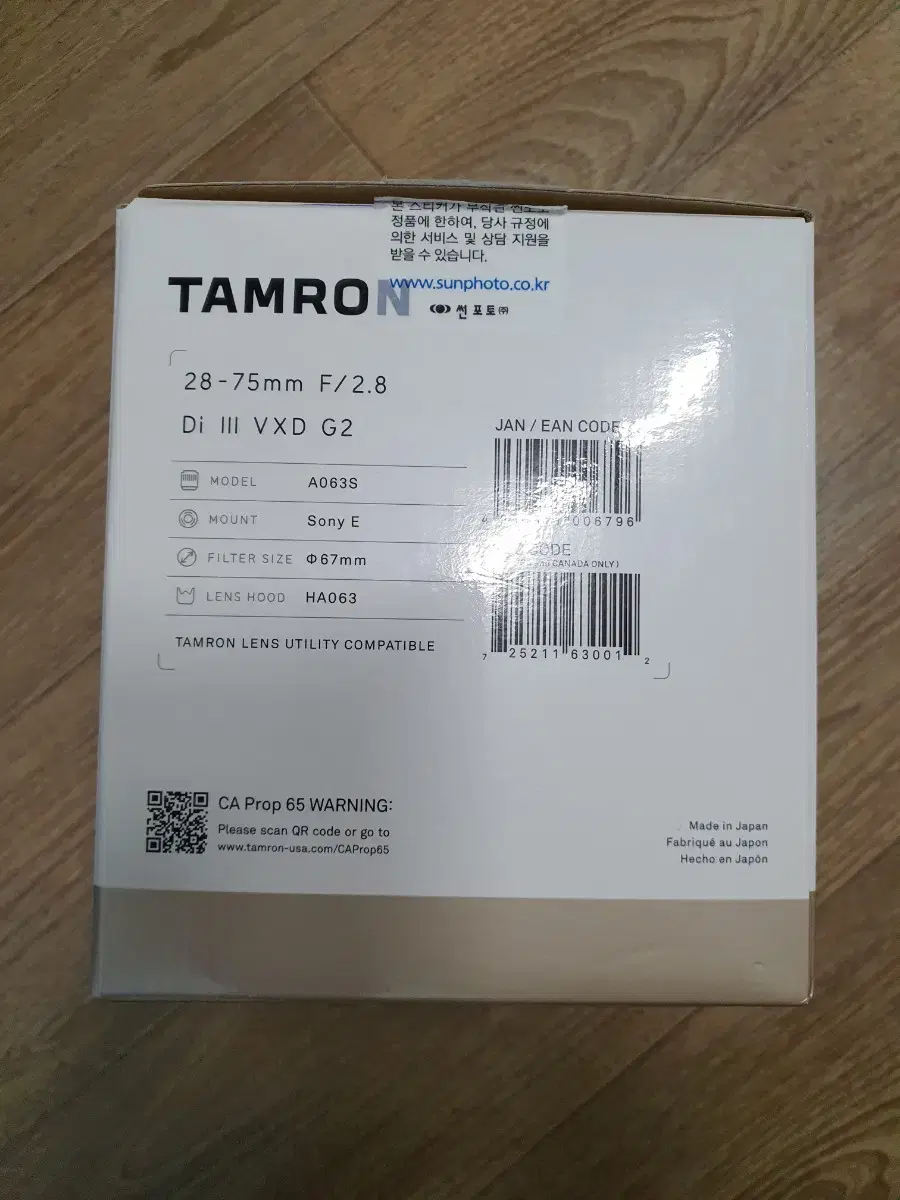 정품에 한하여, 당사 규정에
의한 서비스 및 상담 지원을
받을 수 있습니다.
www.sunphoto.co.kr
썬포토㈜
TAMRON
28-75mm F/2.8
Di III VXD G2
MODEL A063S
MOUNT Sony E
FILTER SIZE Φ67mm
LENS HOOD HA063
TAMRON LENS UTILITY COMPATIBLE
JAN / EAN CODE
006796
CODE
CANADA ONLY)
7 25211 63001 2
CA Prop 65 WARNING:
Please scan QR code or go to
www.tamron-usa.com/CAProp65
Made in Japan
Fabriqué au Japon
Hecho en Japón